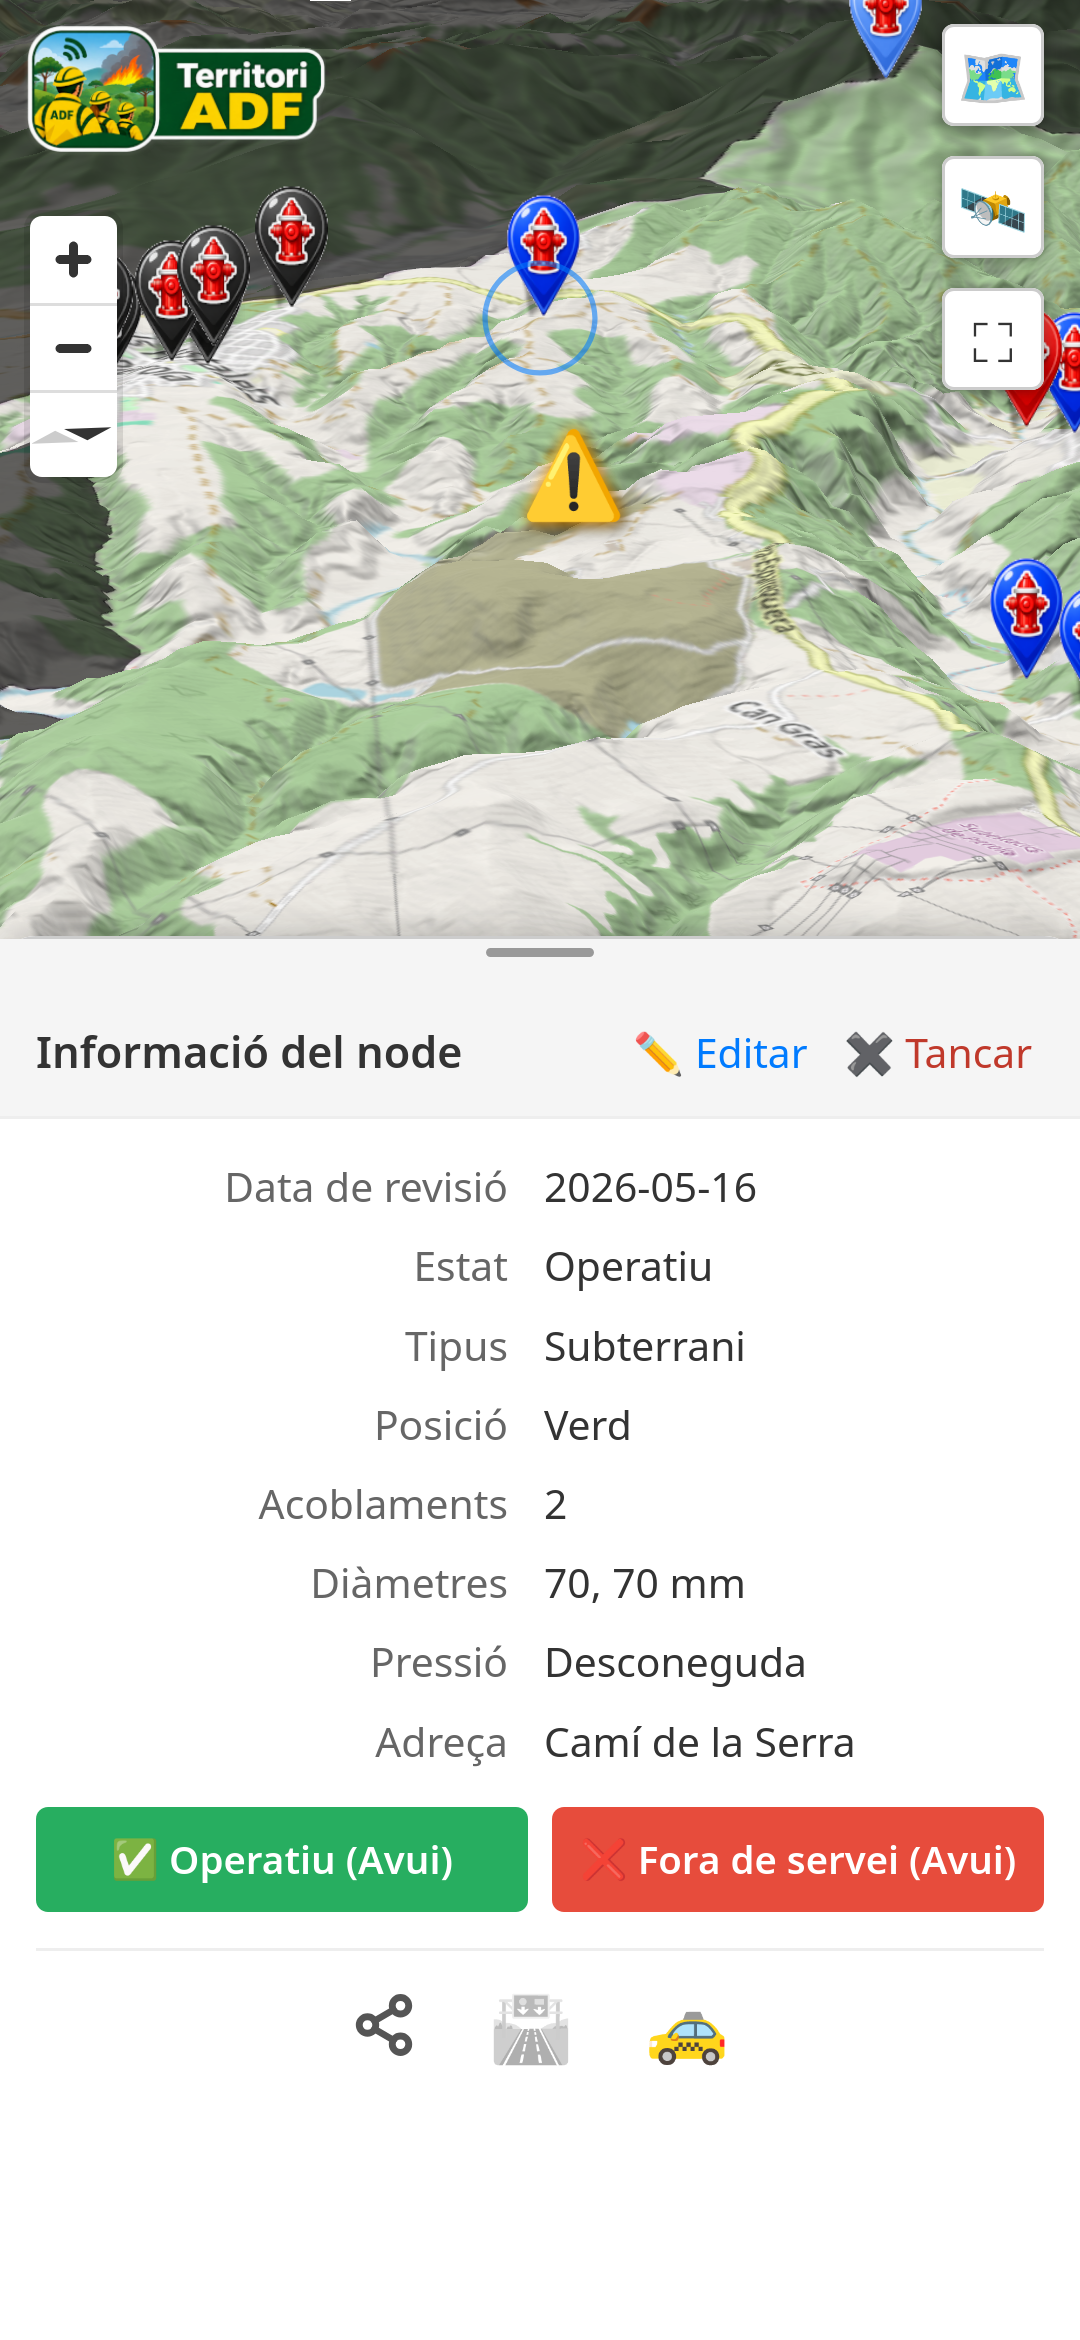 Territori
ADF
ADF
+
−
Can Gras
Informació del node
Editar
Tancar
Data de revisió 2026-05-16
Estat Operatiu
Tipus Subterrani
Posició Verd
Acoblaments 2
Diàmetres 70, 70 mm
Pressió Desconeguda
Adreça Camí de la Serra
Operatiu (Avui)
Fora de servei (Avui)